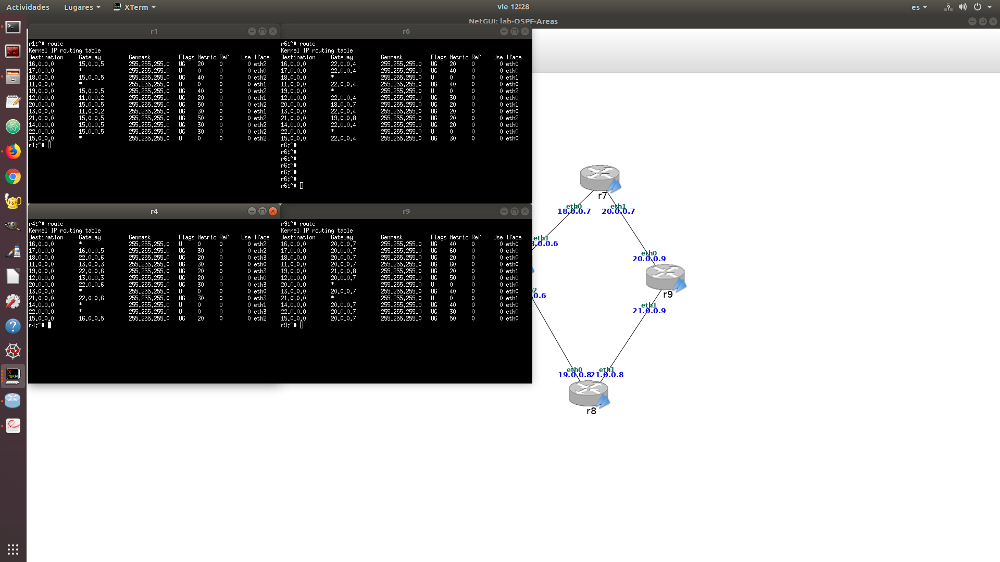 Actividades Lugares XTerm vie 12:28 es
NetGUI: lab-OSPF-Areas
r1
r1:~# route
Kernel IP routing table
Destination Gateway Genmask Flags Metric Ref Use Iface
16.0.0.0 15.0.0.5 255.255.255.0 UG 20 0 0 eth2
17.0.0.0 * 255.255.255.0 U 0 0 0 eth0
18.0.0.0 15.0.0.5 255.255.255.0 UG 40 0 0 eth2
11.0.0.0 * 255.255.255.0 U 0 0 0 eth1
19.0.0.0 15.0.0.5 255.255.255.0 UG 40 0 0 eth2
12.0.0.0 11.0.0.2 255.255.255.0 UG 20 0 0 eth1
20.0.0.0 15.0.0.5 255.255.255.0 UG 50 0 0 eth2
13.0.0.0 11.0.0.2 255.255.255.0 UG 30 0 0 eth1
21.0.0.0 15.0.0.5 255.255.255.0 UG 50 0 0 eth2
14.0.0.0 15.0.0.5 255.255.255.0 UG 30 0 0 eth2
22.0.0.0 15.0.0.5 255.255.255.0 UG 30 0 0 eth2
15.0.0.0 * 255.255.255.0 U 0 0 0 eth2
r1:~#
r6
r6:~# route
Kernel IP routing table
Destination Gateway Genmask Flags Metric Ref Use Iface
16.0.0.0 22.0.0.4 255.255.255.0 UG 20 0 0 eth0
17.0.0.0 22.0.0.4 255.255.255.0 UG 40 0 0 eth0
18.0.0.0 * 255.255.255.0 U 0 0 0 eth1
11.0.0.0 22.0.0.4 255.255.255.0 UG 40 0 0 eth0
19.0.0.0 * 255.255.255.0 U 0 0 0 eth2
12.0.0.0 22.0.0.4 255.255.255.0 UG 30 0 0 eth0
20.0.0.0 18.0.0.7 255.255.255.0 UG 20 0 0 eth1
13.0.0.0 22.0.0.4 255.255.255.0 UG 20 0 0 eth0
21.0.0.0 19.0.0.8 255.255.255.0 UG 20 0 0 eth2
14.0.0.0 22.0.0.4 255.255.255.0 UG 20 0 0 eth0
22.0.0.0 * 255.255.255.0 U 0 0 0 eth0
15.0.0.0 22.0.0.4 255.255.255.0 UG 30 0 0 eth0
r6:~#
r6:~#
r6:~#
r6:~#
r6:~#
r6:~#
r6:~#
r4
r4:~# route
Kernel IP routing table
Destination Gateway Genmask Flags Metric Ref Use Iface
16.0.0.0 * 255.255.255.0 U 0 0 0 eth2
17.0.0.0 16.0.0.5 255.255.255.0 UG 30 0 0 eth2
18.0.0.0 22.0.0.6 255.255.255.0 UG 20 0 0 eth3
11.0.0.0 13.0.0.3 255.255.255.0 UG 30 0 0 eth0
19.0.0.0 22.0.0.6 255.255.255.0 UG 20 0 0 eth3
12.0.0.0 13.0.0.3 255.255.255.0 UG 20 0 0 eth0
20.0.0.0 22.0.0.6 255.255.255.0 UG 30 0 0 eth3
13.0.0.0 * 255.255.255.0 U 0 0 0 eth0
21.0.0.0 22.0.0.6 255.255.255.0 UG 30 0 0 eth3
14.0.0.0 * 255.255.255.0 U 0 0 0 eth1
22.0.0.0 * 255.255.255.0 U 0 0 0 eth3
15.0.0.0 16.0.0.5 255.255.255.0 UG 20 0 0 eth2
r4:~#
r9
r9:~# route
Kernel IP routing table
Destination Gateway Genmask Flags Metric Ref Use Iface
16.0.0.0 20.0.0.7 255.255.255.0 UG 40 0 0 eth0
17.0.0.0 20.0.0.7 255.255.255.0 UG 60 0 0 eth0
18.0.0.0 20.0.0.7 255.255.255.0 UG 20 0 0 eth0
11.0.0.0 20.0.0.7 255.255.255.0 UG 60 0 0 eth0
19.0.0.0 21.0.0.8 255.255.255.0 UG 20 0 0 eth1
12.0.0.0 20.0.0.7 255.255.255.0 UG 50 0 0 eth0
20.0.0.0 * 255.255.255.0 U 0 0 0 eth0
13.0.0.0 20.0.0.7 255.255.255.0 UG 40 0 0 eth0
21.0.0.0 * 255.255.255.0 U 0 0 0 eth1
14.0.0.0 20.0.0.7 255.255.255.0 UG 40 0 0 eth0
22.0.0.0 20.0.0.7 255.255.255.0 UG 30 0 0 eth0
15.0.0.0 20.0.0.7 255.255.255.0 UG 50 0 0 eth0
r9:~#
r7
eth0 eth1
18.0.0.7 20.0.0.7
eth1
.0.0.6
eth0
20.0.0.9
r9
2
.0.6
eth1
21.0.0.9
eth0 eth1
19.0.0.8 21.0.0.8
r8